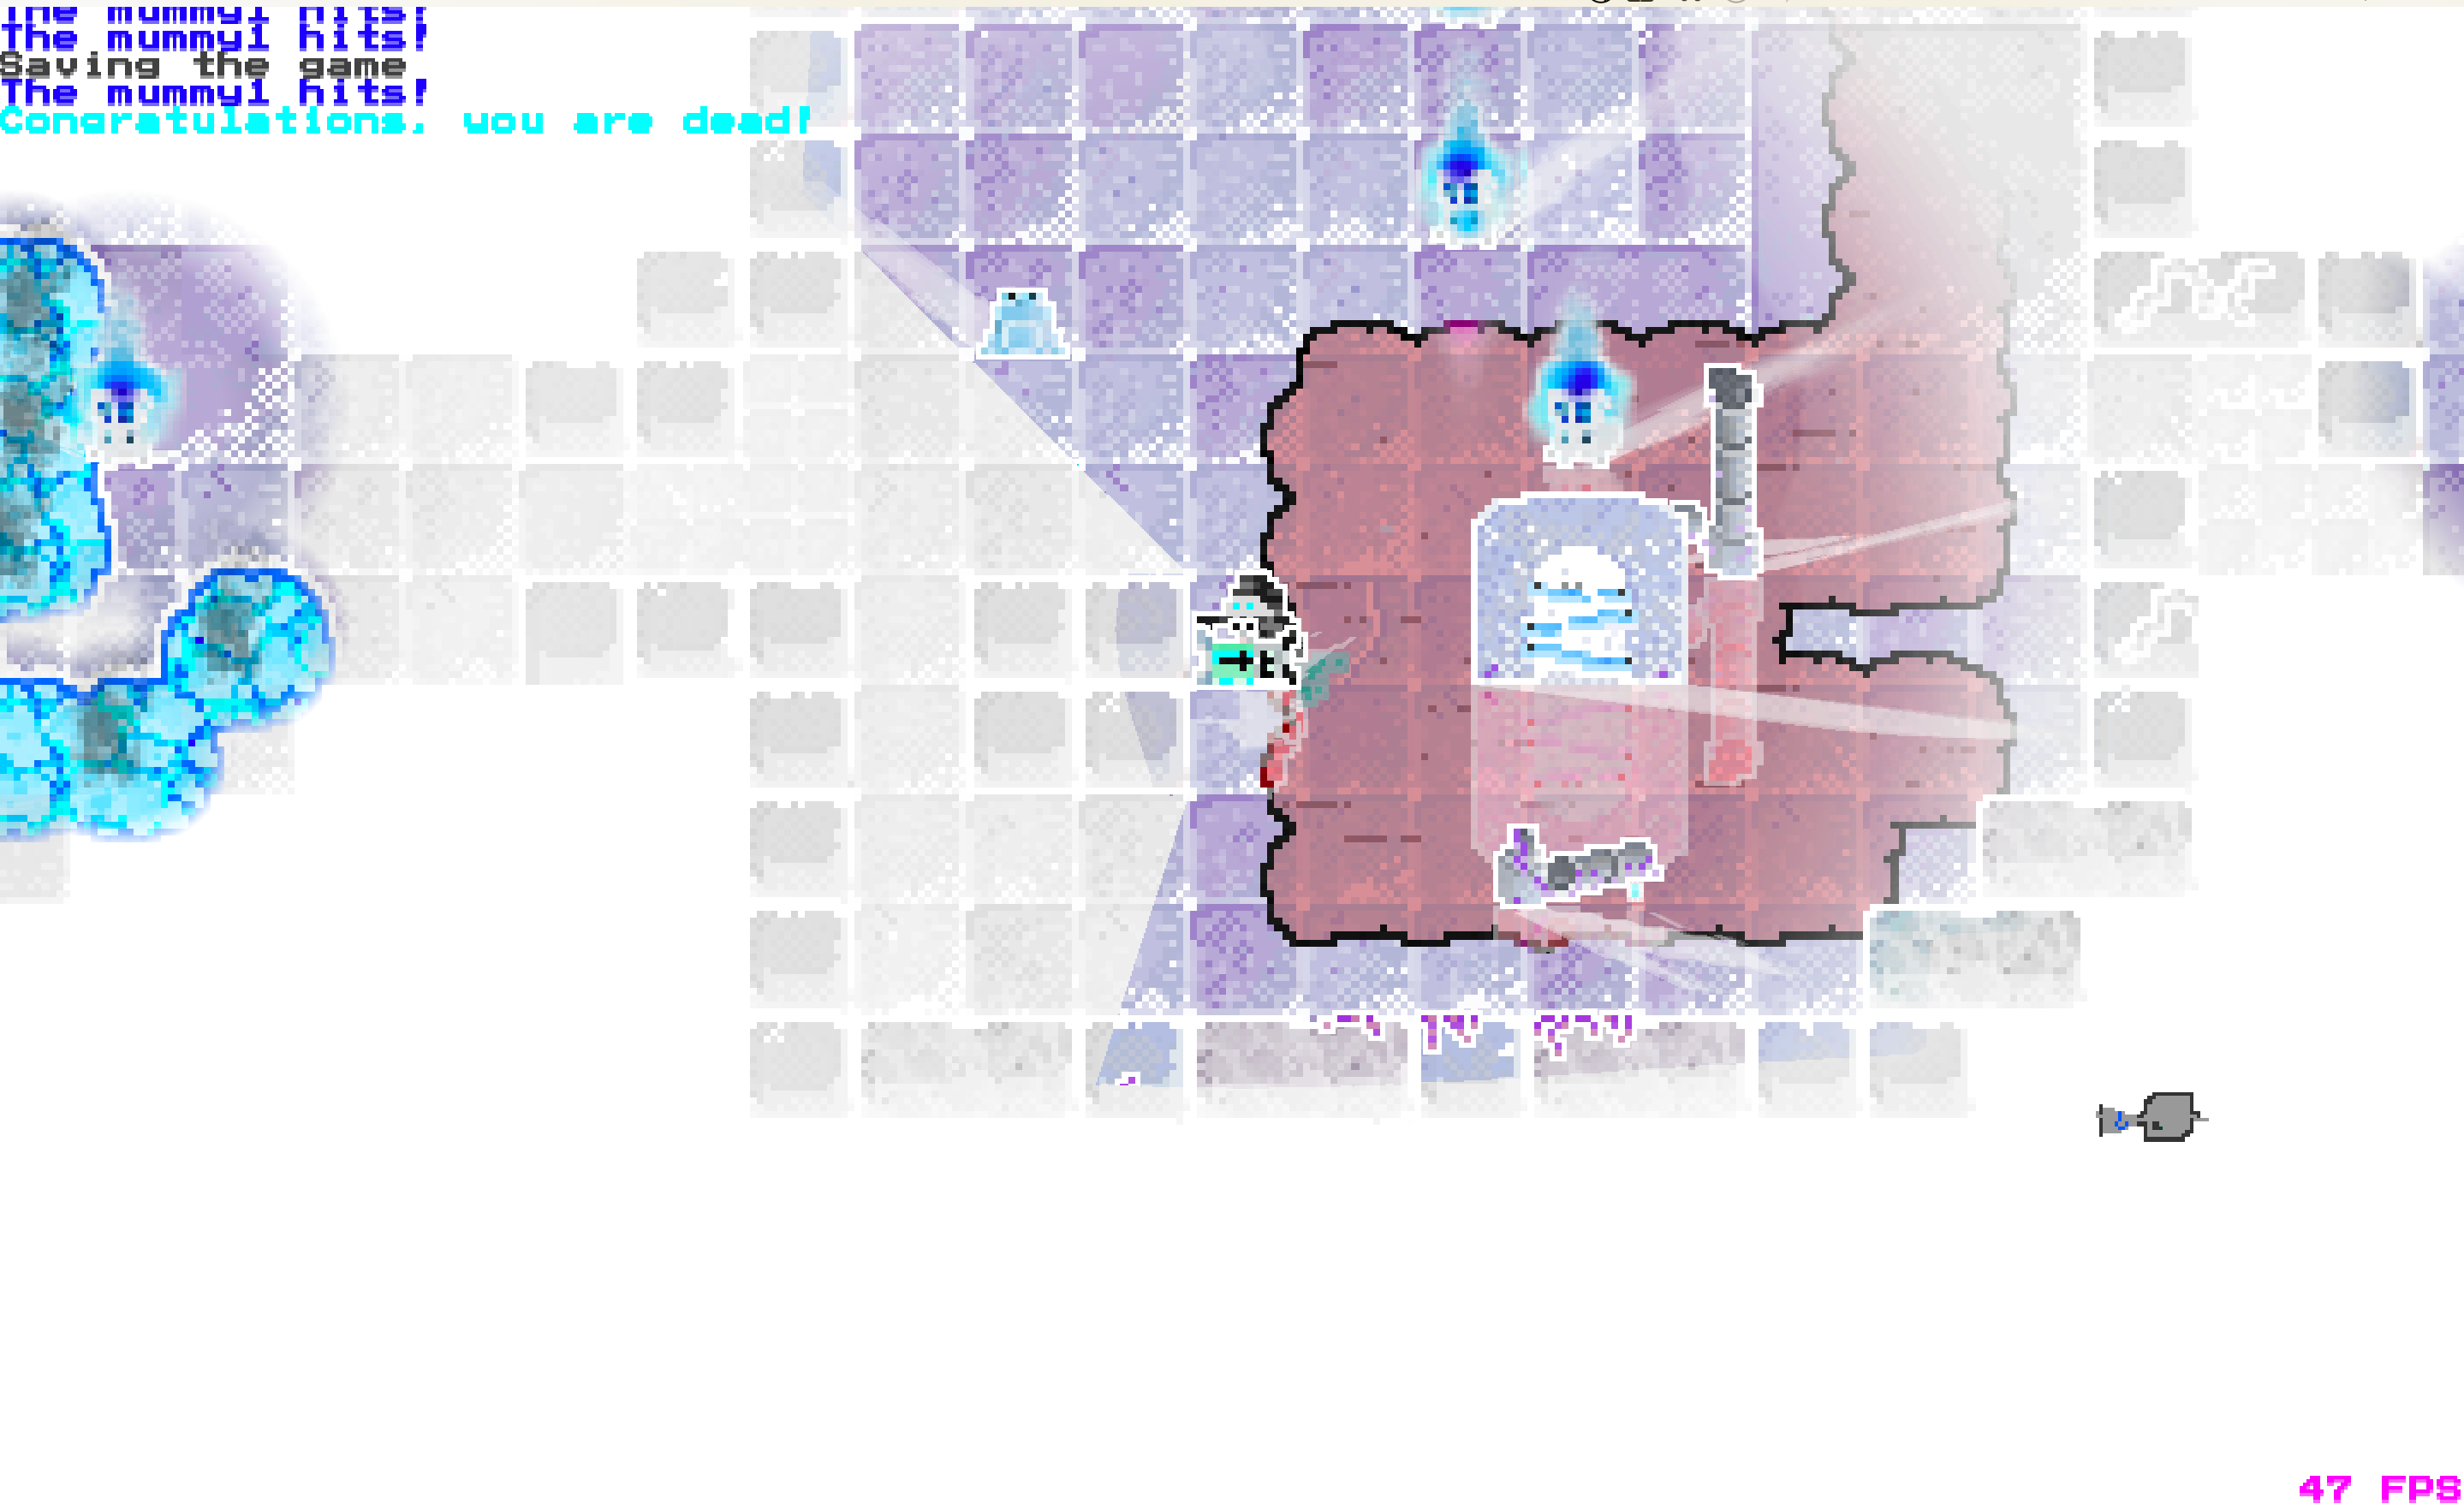 The mummy1 hits!
The mummy1 hits!
Saving the game
The mummy1 hits!
Congratulations, you are dead!
47 FPS